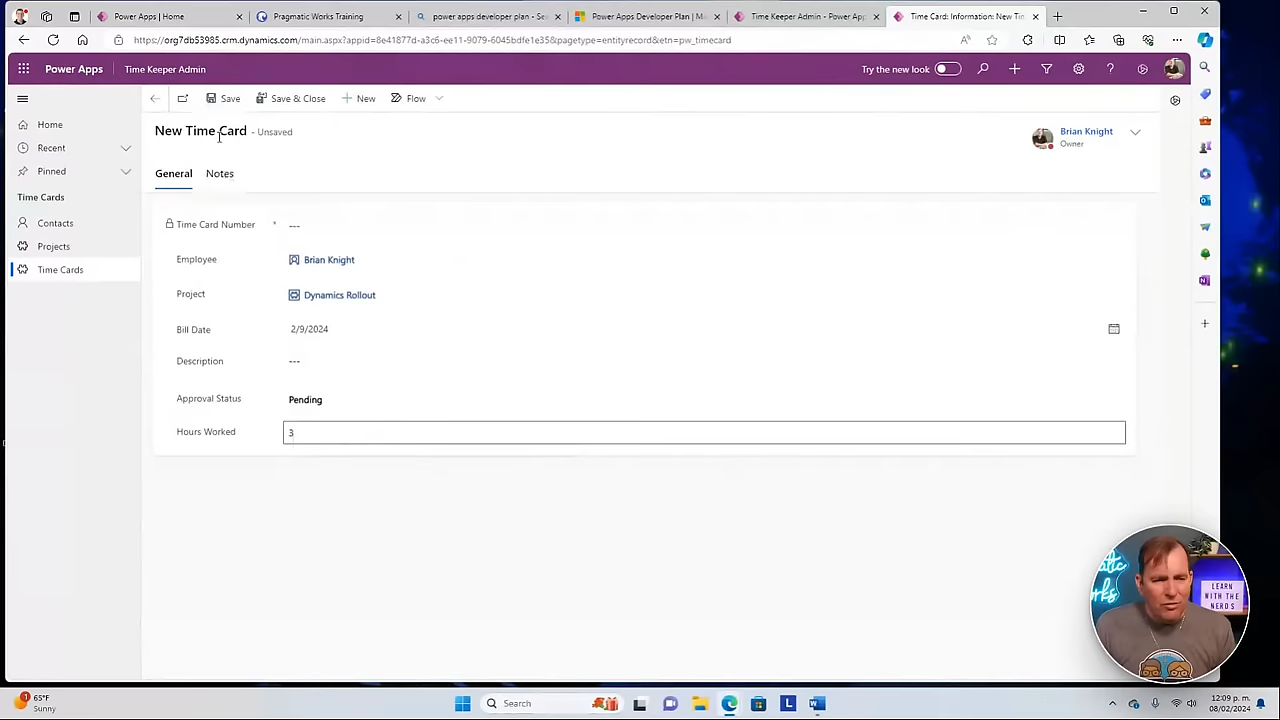 Power Apps | Home
Pragmatic Works Training
power apps developer plan - Se
Power Apps Developer Plan | M
Time Keeper Admin - Power Ap
Time Card: Information: New Tim
https://org7db53985.crm.dynamics.com/main.aspx?appid=8e41877d-a3c6-ee11-9079-6045bdfe1e35&pagetype=entityrecord&etn=pw_timecard
Power Apps
Time Keeper Admin
Try the new look
Save
Save & Close
New
Flow
Home
Recent
Pinned
Time Cards
Contacts
Projects
Time Cards
New Time Card - Unsaved
Brian Knight
Owner
General
Notes
Time Card Number * ---
Employee Brian Knight
Project Dynamics Rollout
Bill Date 2/9/2024
Description ---
Approval Status Pending
Hours Worked 3
LEARN
WITH THE
NERDS
65°F
Sunny
Search
12:09 p. m.
08/02/2024